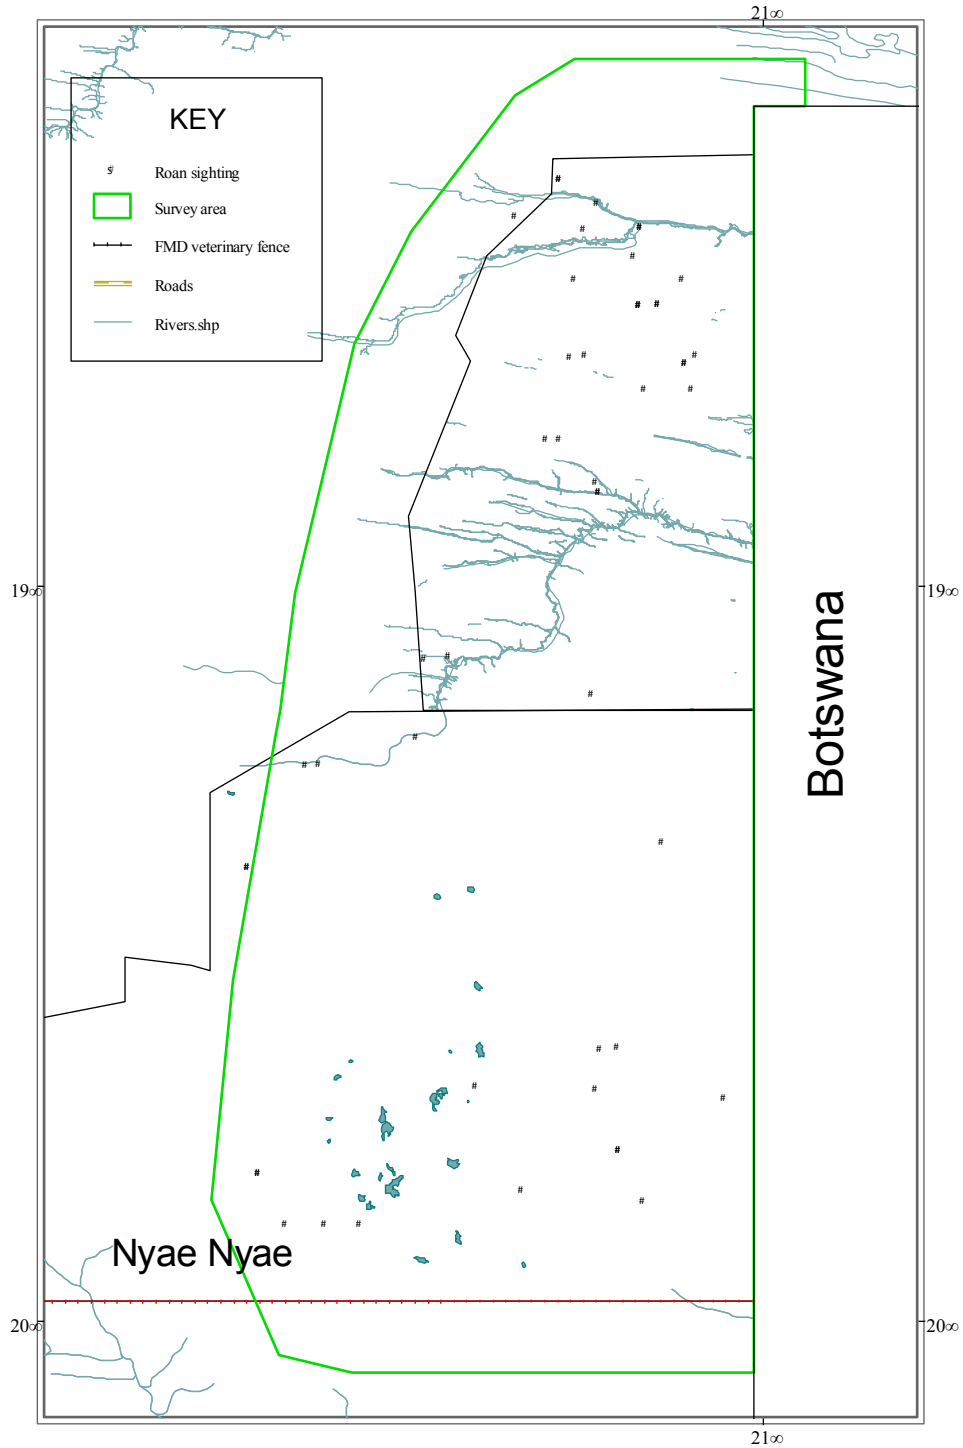 21∞
KEY
Roan sighting
Survey area
FMD veterinary fence
Roads
Rivers.shp
19∞
19∞
Botswana
Nyae Nyae
20∞
20∞
21∞